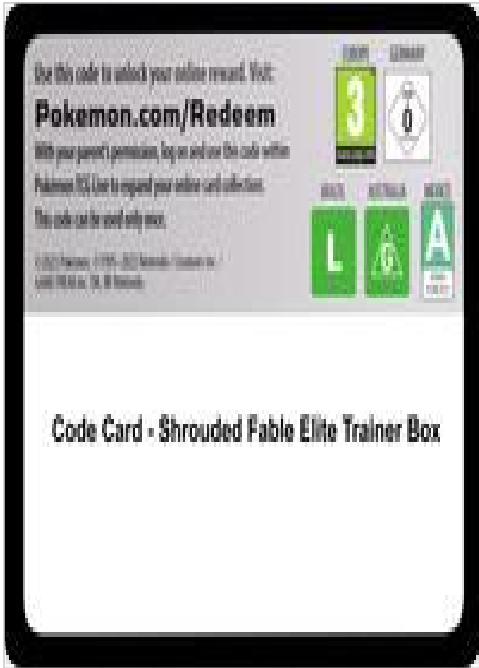 Use this code to unlock your online reward. Visit:
Pokemon.com/Redeem
With your parent's permission, log on and use this code within
Pokémon TCG Live to expand your online card collection.
This code can be used only once.
EUROPE GERMANY
3
0
BRAZIL AUSTRALIA MEXICO
L
G
A
Code Card - Shrouded Fable Elite Trainer Box